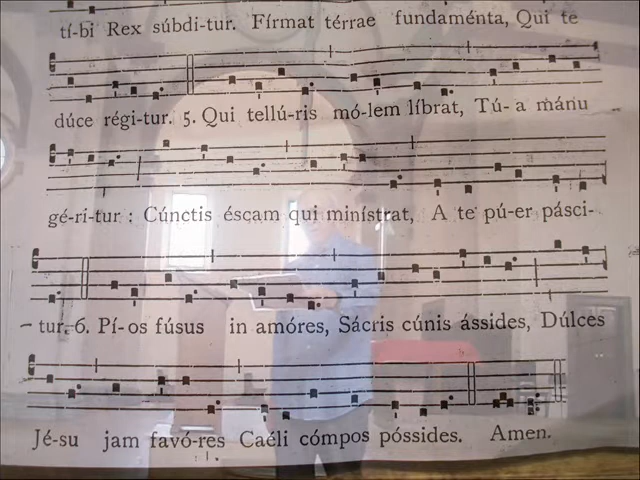 tí-bi Rex súbdi-tur. Fírmat térrae fundaménta, Qui te
dúce régi-tur. 5. Qui tellú-ris mó-lem líbrat, Tú- a mánu
gé-ri-tur : Cúnctis éscam qui minístrat, A te pú-er pásci-
- tur. 6. Pí-os fúsus in amóres, Sácris cúnis ássides, Dúlces
Jé-su jam favó-res Caéli cómpos póssides. Amen.